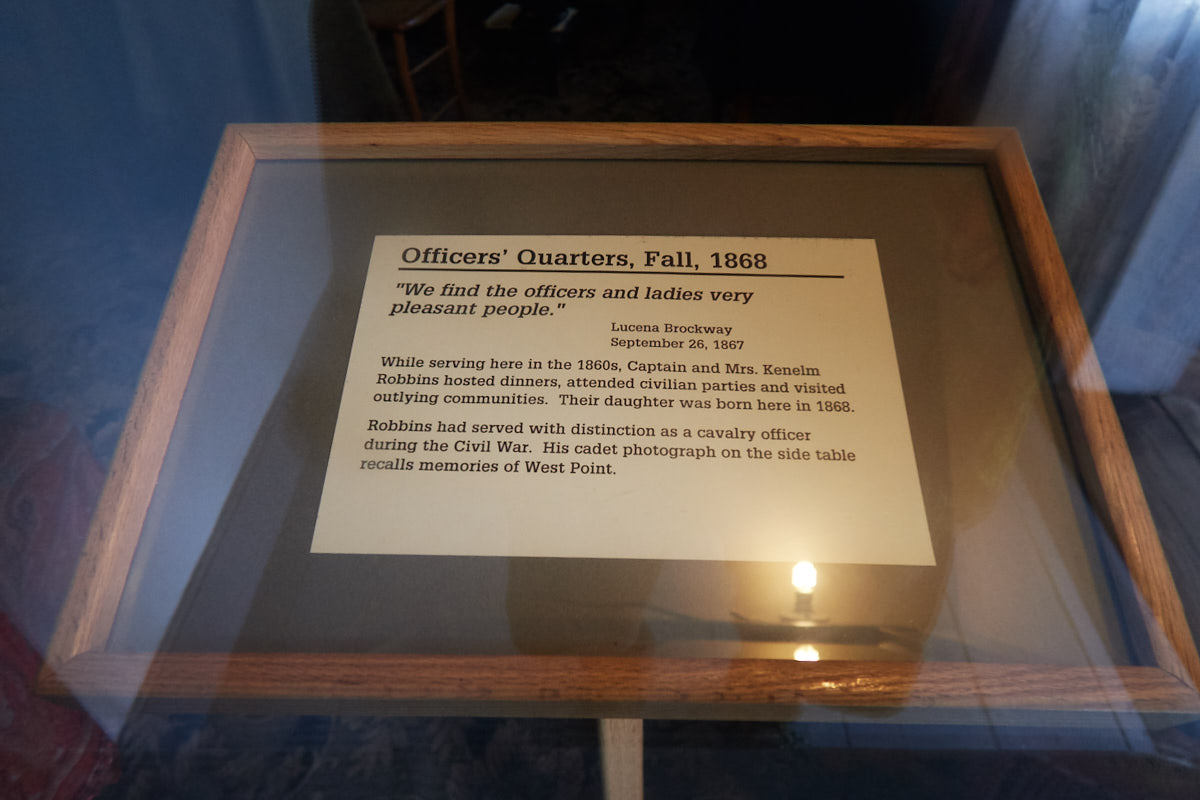 Officers' Quarters, Fall, 1868
"We find the officers and ladies very
pleasant people."
Lucena Brockway
September 26, 1867
While serving here in the 1860s, Captain and Mrs. Kenelm
Robbins hosted dinners, attended civilian parties and visited
outlying communities. Their daughter was born here in 1868.
Robbins had served with distinction as a cavalry officer
during the Civil War. His cadet photograph on the side table
recalls memories of West Point.